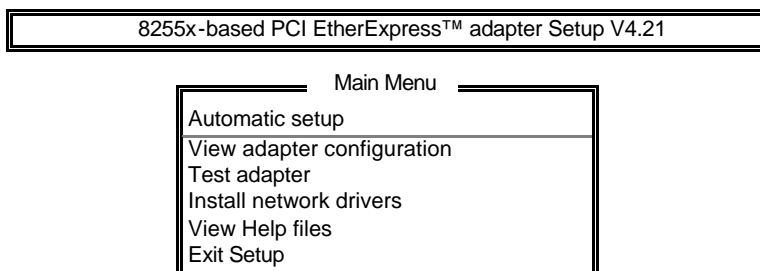 8255x-based PCI EtherExpress™ adapter Setup V4.21
Main Menu
Automatic setup
View adapter configuration
Test adapter
Install network drivers
View Help files
Exit Setup